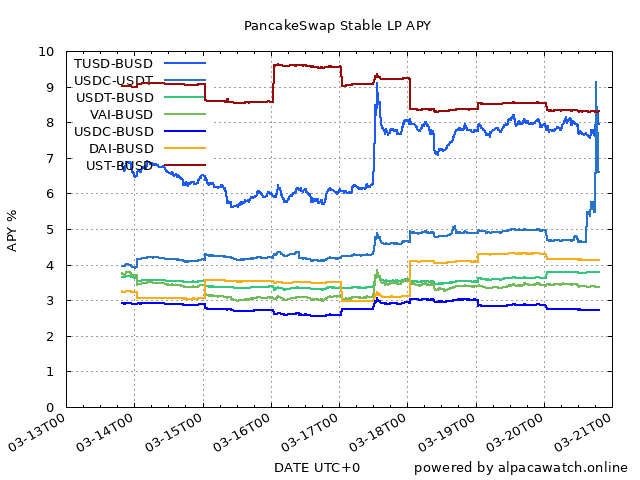 PancakeSwap Stable LP APY
10
9
8
7
6
5
4
3
2
1
0
APY %
TUSD-BUSD
USDC-USDT
USDT-BUSD
VAI-BUSD
USDC-BUSD
DAI-BUSD
UST-BUSD
03-13T00
03-14T00
03-15T00
03-16T00
03-17T00
03-18T00
03-19T00
03-20T00
03-21T00
DATE UTC+0
powered by alpacawatch.online